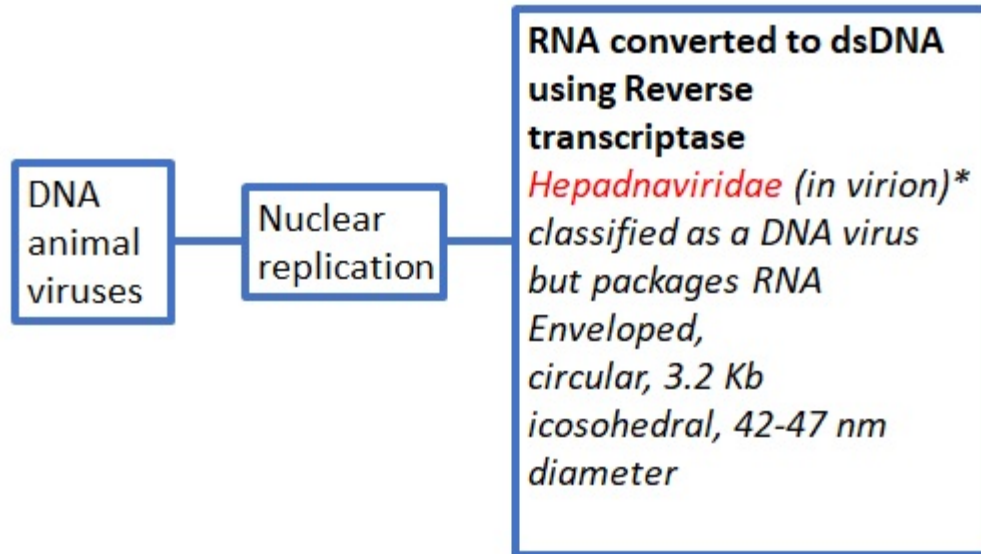 DNA
animal
viruses
Nuclear
replication
RNA converted to dsDNA
using Reverse
transcriptase
Hepadnaviridae (in virion)*
classified as a DNA virus
but packages RNA
Enveloped,
circular, 3.2 Kb
icosohedral, 42-47 nm
diameter